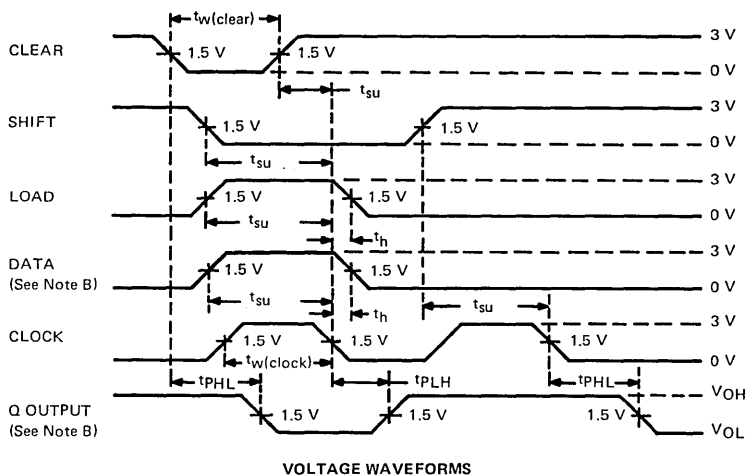 tw(clear)
CLEAR
1.5 V
1.5 V
3 V
0 V
tsu
SHIFT
1.5 V
1.5 V
3 V
0 V
tsu
LOAD
1.5 V
1.5 V
3 V
0 V
tsu
th
DATA
(See Note B)
1.5 V
1.5 V
3 V
0 V
tsu
th
tsu
CLOCK
1.5 V
1.5 V
1.5 V
3 V
0 V
tw(clock)
tPHL
tPLH
tPHL
Q OUTPUT
(See Note B)
1.5 V
1.5 V
1.5 V
VOH
VOL
VOLTAGE WAVEFORMS